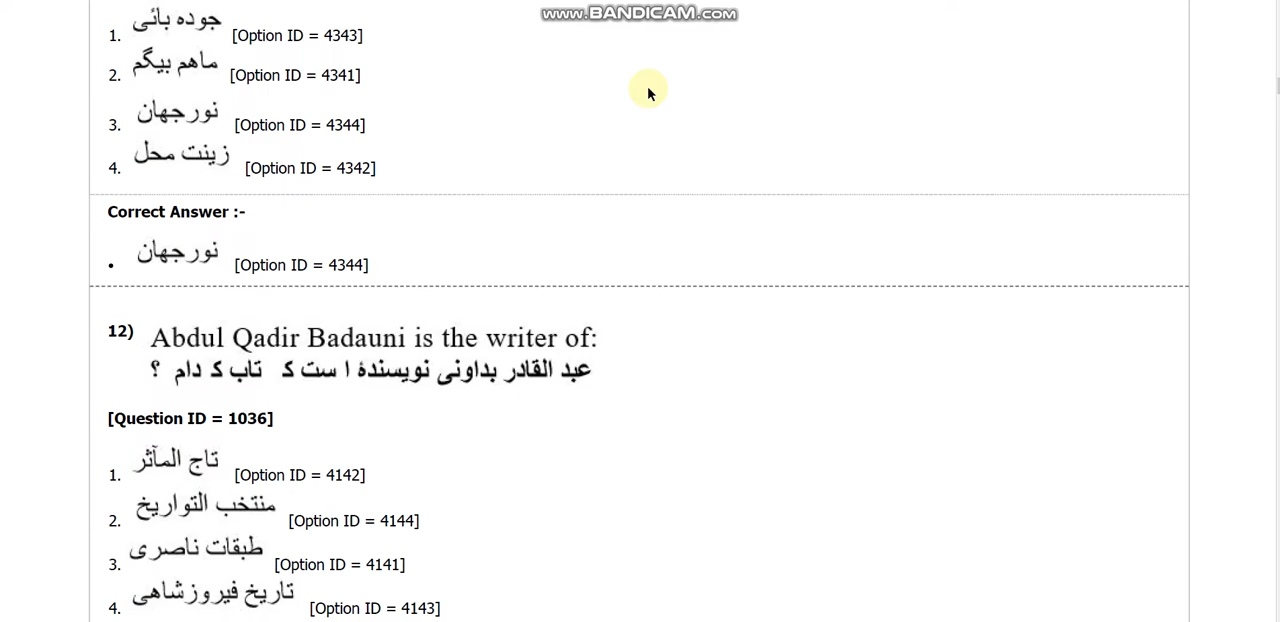 www.BANDICAM.com
1. جوده بائی [Option ID = 4343]
2. ماهم بیگم [Option ID = 4341]
3. نورجهان [Option ID = 4344]
4. زینت محل [Option ID = 4342]
Correct Answer :-
• نورجهان [Option ID = 4344]
12) Abdul Qadir Badauni is the writer of:
عبد القادر بداونی نویسندۀ ا ست ک تاب ک دام ؟
[Question ID = 1036]
1. تاج المآثر [Option ID = 4142]
2. منتخب التواریخ [Option ID = 4144]
3. طبقات ناصری [Option ID = 4141]
4. تاریخ فیروزشاهی [Option ID = 4143]